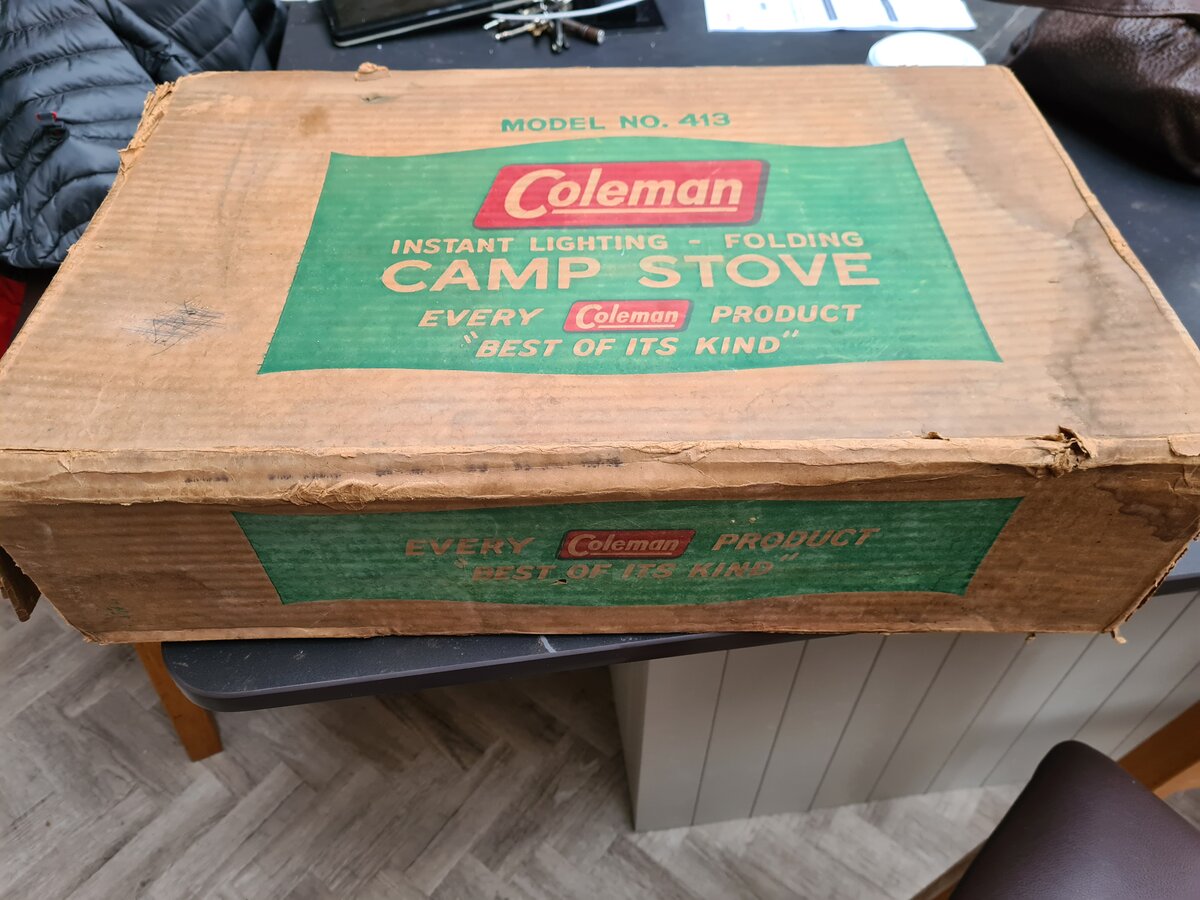 MODEL NO. 413
Coleman
INSTANT LIGHTING - FOLDING
CAMP STOVE
EVERY Coleman PRODUCT
"BEST OF ITS KIND"
EVERY Coleman PRODUCT
"BEST OF ITS KIND"